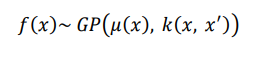 f(x)~ GP(μ(x), k(x, x′))